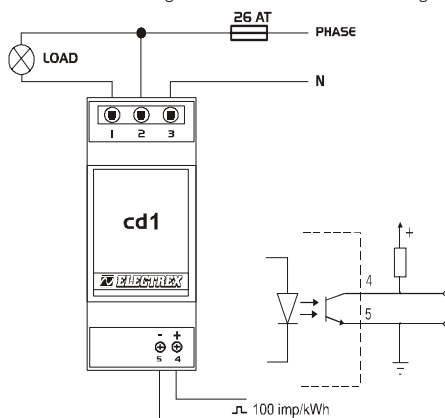 26 AT
PHASE
LOAD
N
1 2 3
cd1
ELECTREX
- +
5 4
100 imp/kWh
+
4
5